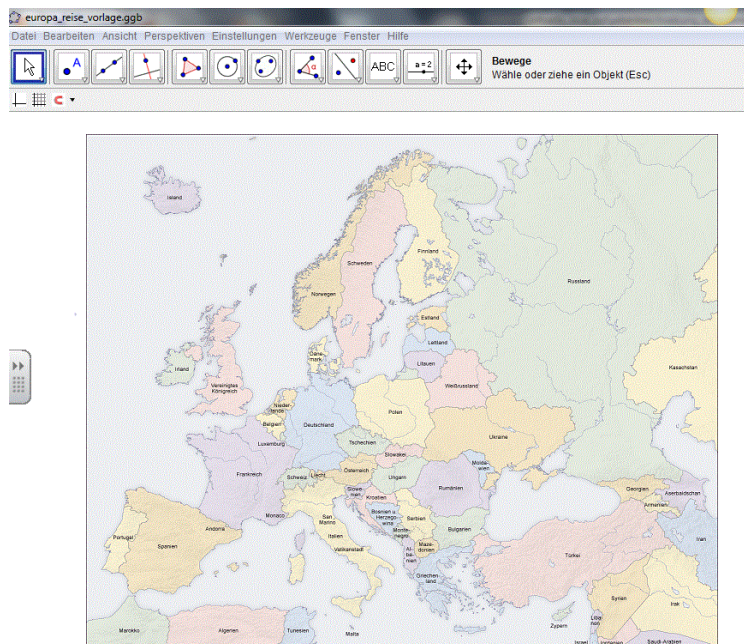 europa_reise_vorlage.ggb
Datei Bearbeiten Ansicht Perspektiven Einstellungen Werkzeuge Fenster Hilfe
A
α
ABC
a = 2
Bewege
Wähle oder ziehe ein Objekt (Esc)
Island
Finnland
Schweden
Russland
Norwegen
Estland
Lettland
Däne-
mark
Litauen
Irland
Kasachstan
Vereinigtes
Königreich
Weißrussland
Nieder-
lande
Polen
Belgien
Deutschland
Ukraine
Luxemburg
Tschechien
Slowakei
Moldawien
Frankreich
Schweiz
Liecht.
Österreich
Ungarn
Rumänien
Slowe-
nien
Kroatien
Georgien
Aserbaidschan
Armenien
Monaco
San
Marino
Bosnien u.
Herzego-
wina
Serbien
Andorra
Monte-
negro
Bulgarien
Portugal
Spanien
Italien
Vatikanstadt
Al-
ba-
nien
Maze-
donien
Türkei
Iran
Griechen-
land
Syrien
Irak
Zypern
Liba-
non
Marokko
Algerien
Tunesien
Malta
Israel
Jordanien
Saudi-Arabien